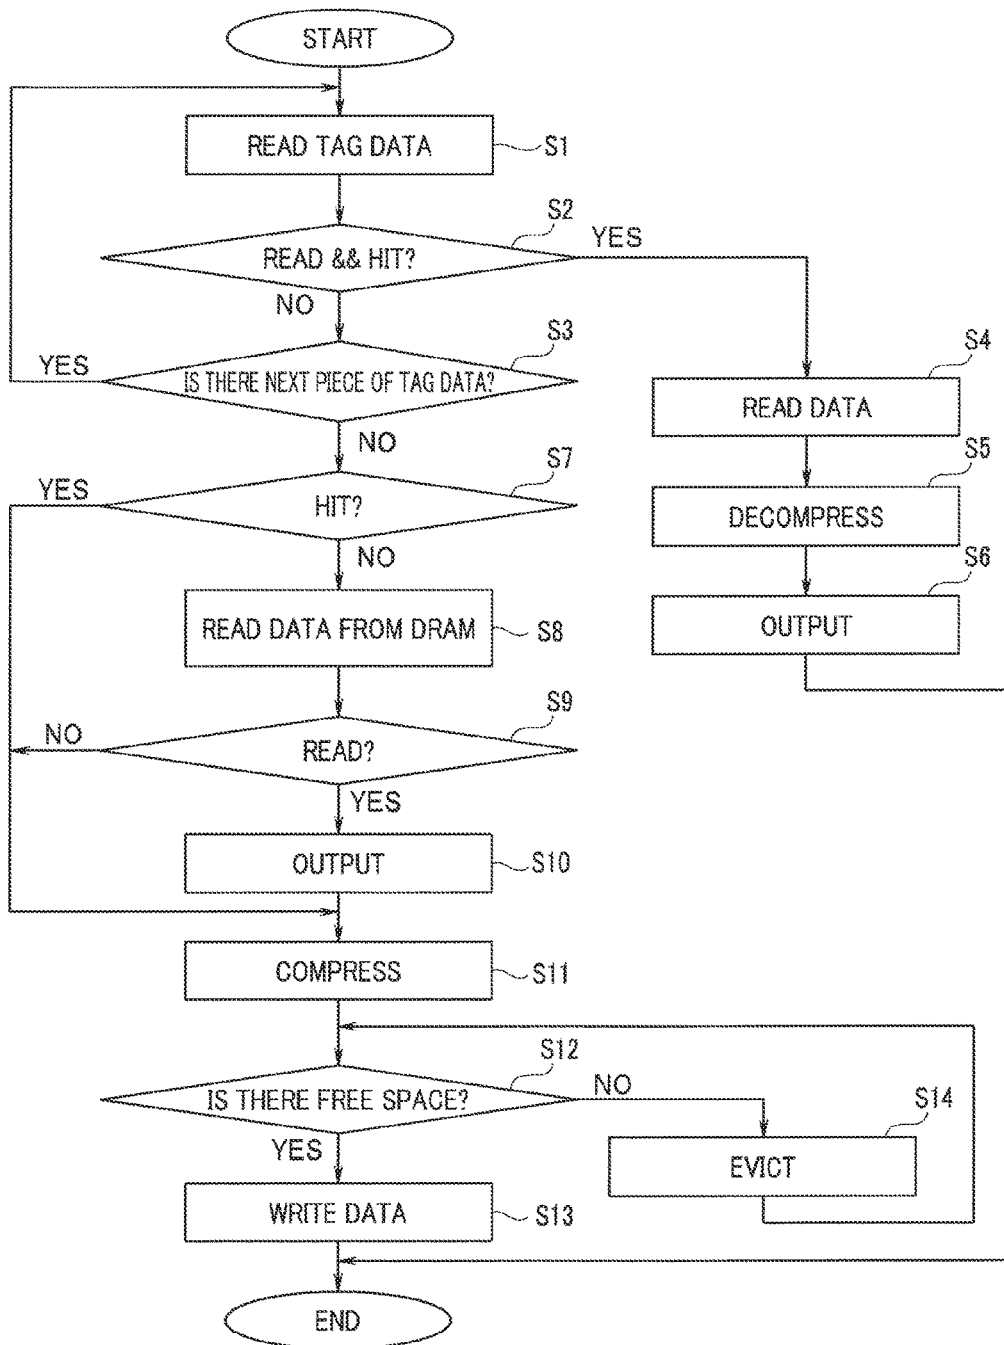 START
READ TAG DATA
S1
S2
READ && HIT?
YES
NO
S3
YES
IS THERE NEXT PIECE OF TAG DATA?
NO
S4
READ DATA
S5
DECOMPRESS
S6
OUTPUT
S7
YES
HIT?
NO
READ DATA FROM DRAM
S8
S9
NO
READ?
YES
OUTPUT
S10
COMPRESS
S11
S12
IS THERE FREE SPACE?
NO
YES
S14
EVICT
WRITE DATA
S13
END